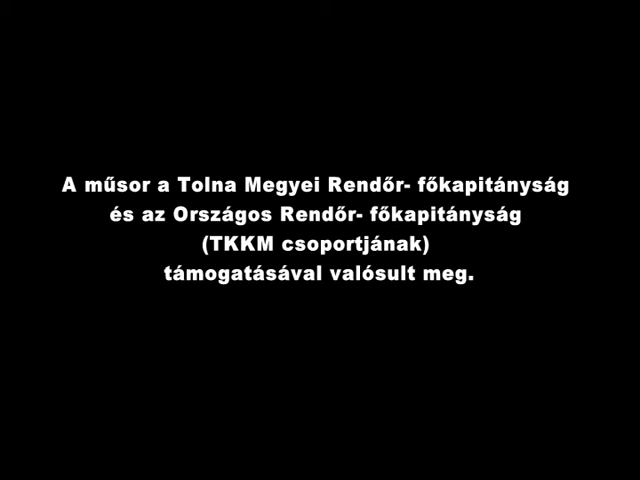 A műsor a Tolna Megyei Rendőr- főkapitányság
és az Országos Rendőr- főkapitányság
(TKKM csoportjának)
támogatásával valósult meg.